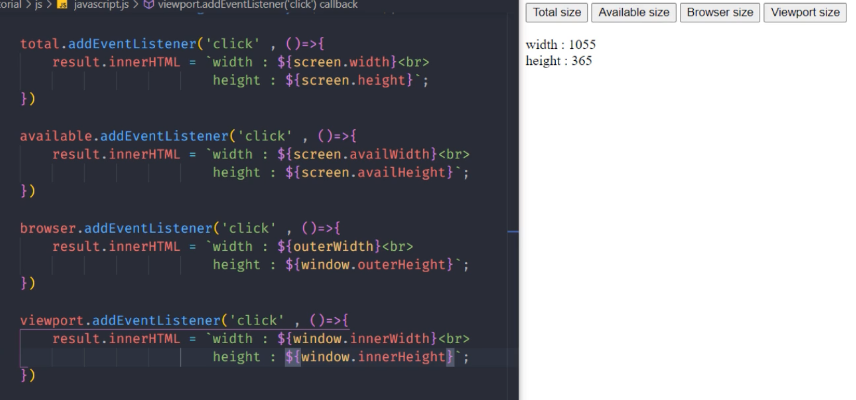 torial > js > javascript.js > viewport.addEventListener('click') callback
total.addEventListener('click' , ()=>{
result.innerHTML = `width : ${screen.width}<br>
height : ${screen.height}`;
})
available.addEventListener('click' , ()=>{
result.innerHTML = `width : ${screen.availWidth}<br>
height : ${screen.availHeight}`;
})
browser.addEventListener('click' , ()=>{
result.innerHTML = `width : ${outerWidth}<br>
height : ${window.outerHeight}`;
})
viewport.addEventListener('click' , ()=>{
result.innerHTML = `width : ${window.innerWidth}<br>
height : ${window.innerHeight}`;
})
Total size Available size Browser size Viewport size
width : 1055
height : 365